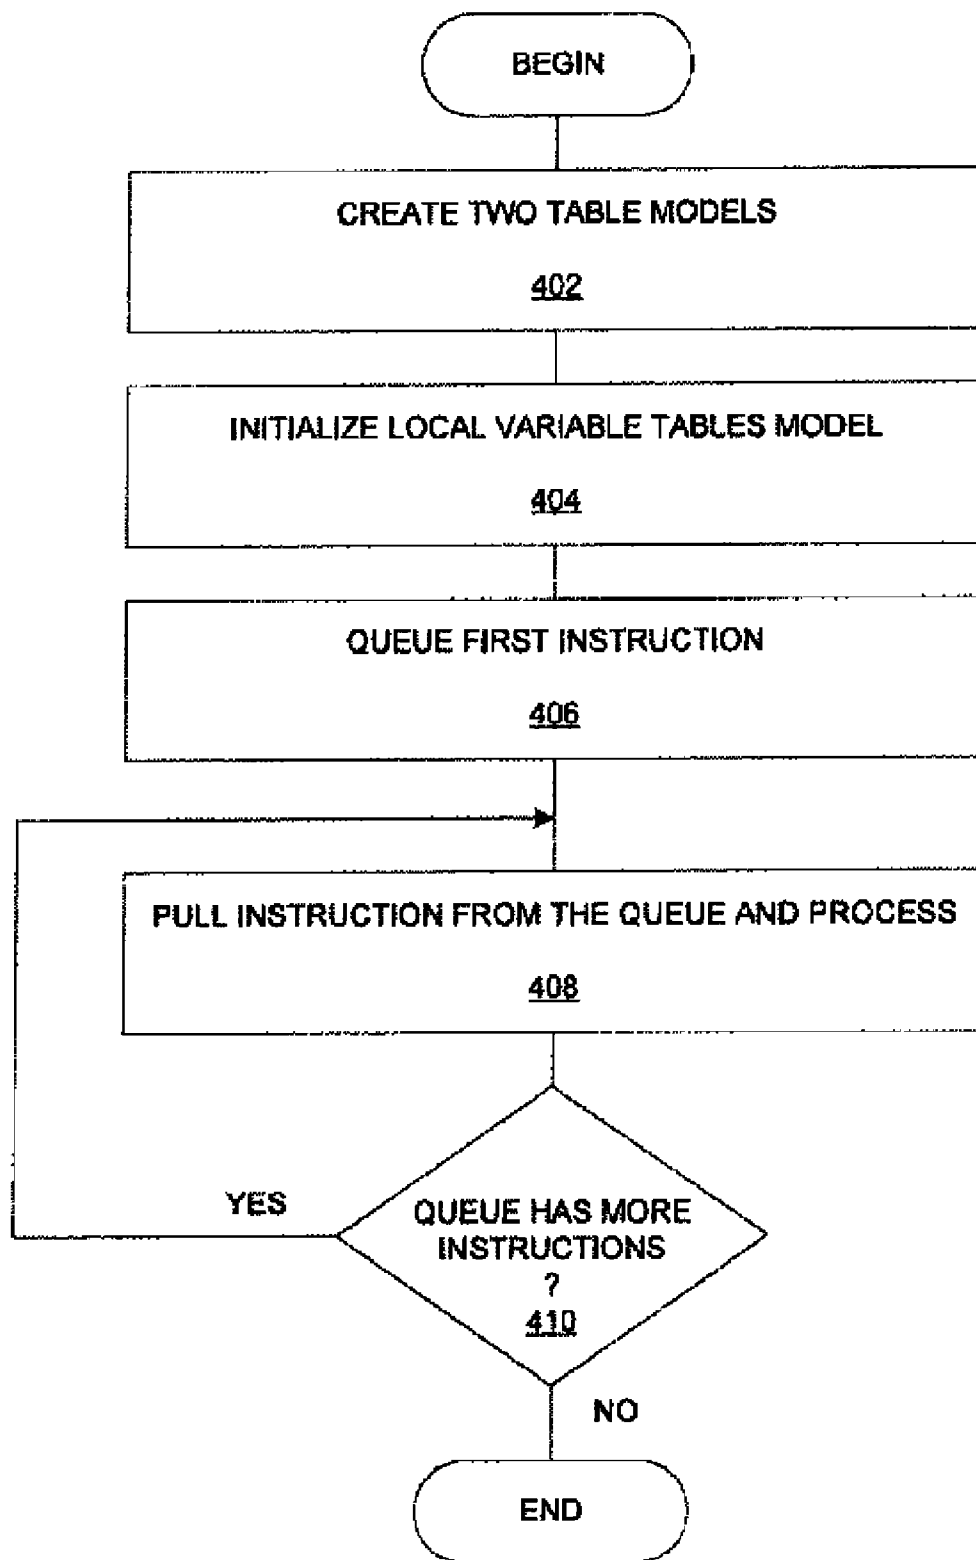 BEGIN
CREATE TWO TABLE MODELS
402
INITIALIZE LOCAL VARIABLE TABLES MODEL
404
QUEUE FIRST INSTRUCTION
406
PULL INSTRUCTION FROM THE QUEUE AND PROCESS
408
YES
QUEUE HAS MORE
INSTRUCTIONS
?
410
NO
END